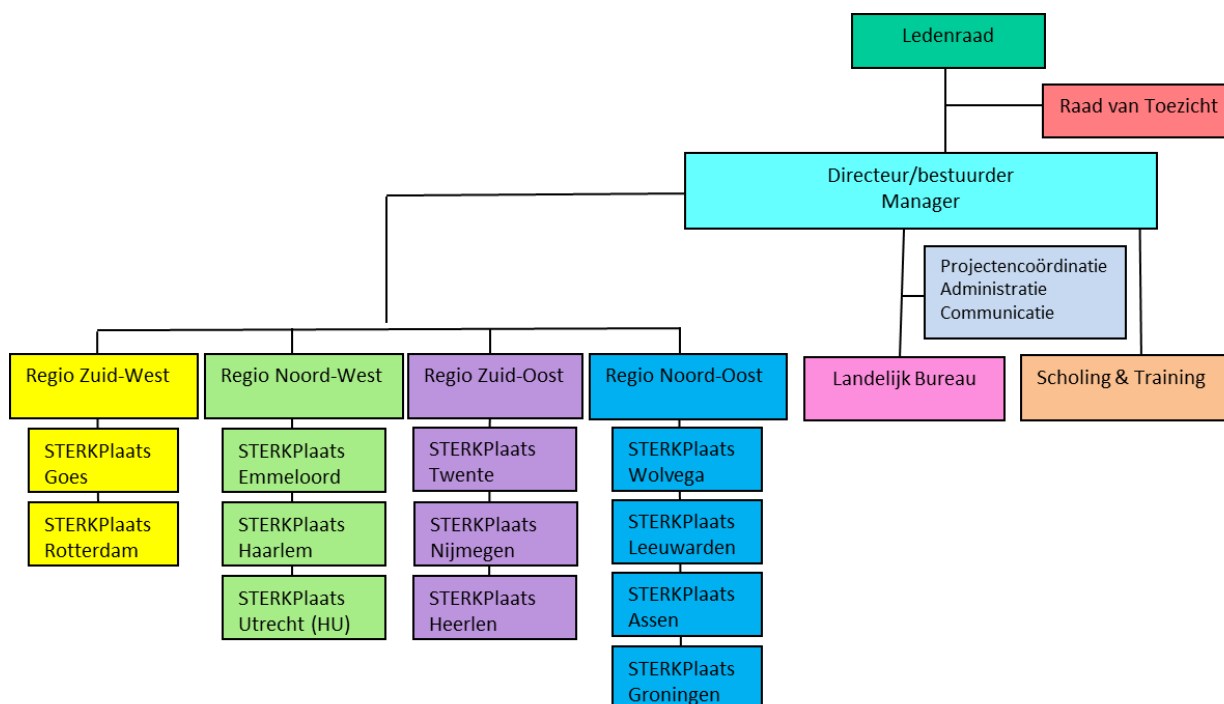 Ledenraad
Raad van Toezicht
Directeur/bestuurder
Manager
Projectencoördinatie
Administratie
Communicatie
Regio Zuid-West
Regio Noord-West
Regio Zuid-Oost
Regio Noord-Oost
Landelijk Bureau
Scholing & Training
STERKPlaats
Goes
STERKPlaats
Rotterdam
STERKPlaats
Emmeloord
STERKPlaats
Haarlem
STERKPlaats
Utrecht (HU)
STERKPlaats
Twente
STERKPlaats
Nijmegen
STERKPlaats
Heerlen
STERKPlaats
Wolvega
STERKPlaats
Leeuwarden
STERKPlaats
Assen
STERKPlaats
Groningen